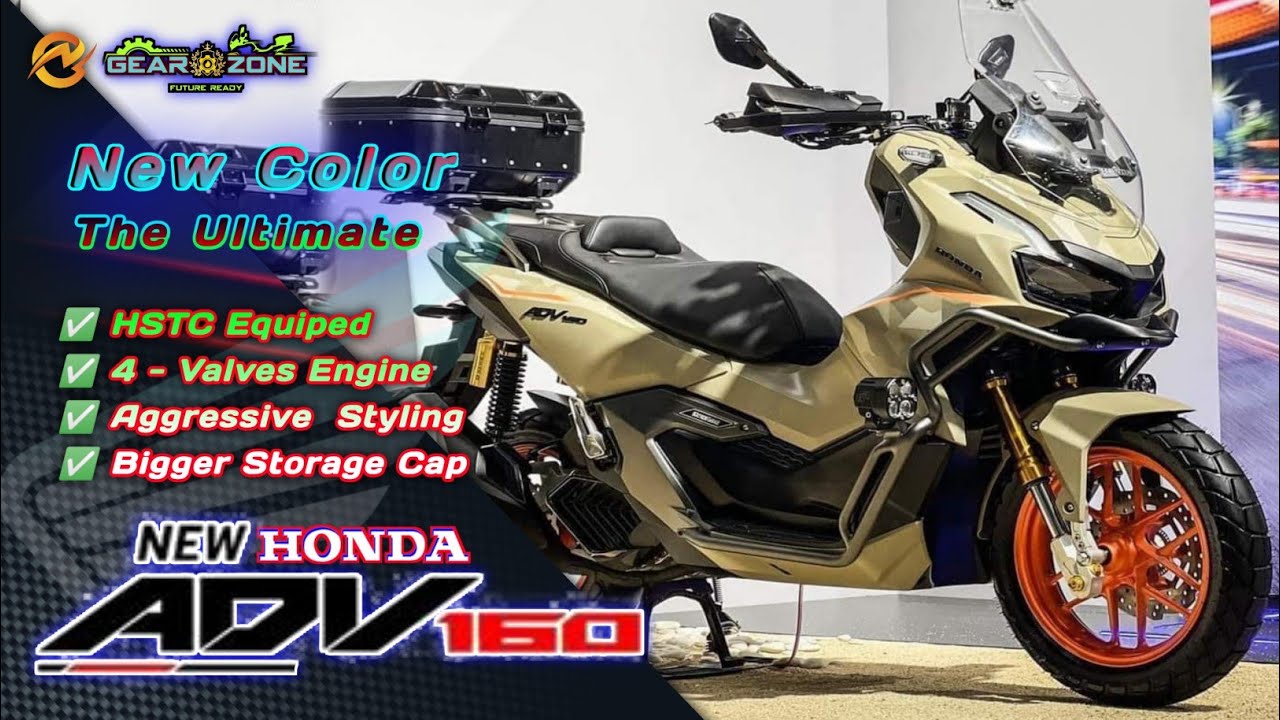 GEAR ZONE
FUTURE READY
New Color
The Ultimate
✅ HSTC Equiped
✅ 4 - Valves Engine
✅ Aggressive Styling
✅ Bigger Storage Cap
NEW HONDA
ADV160
HONDA
ADV160